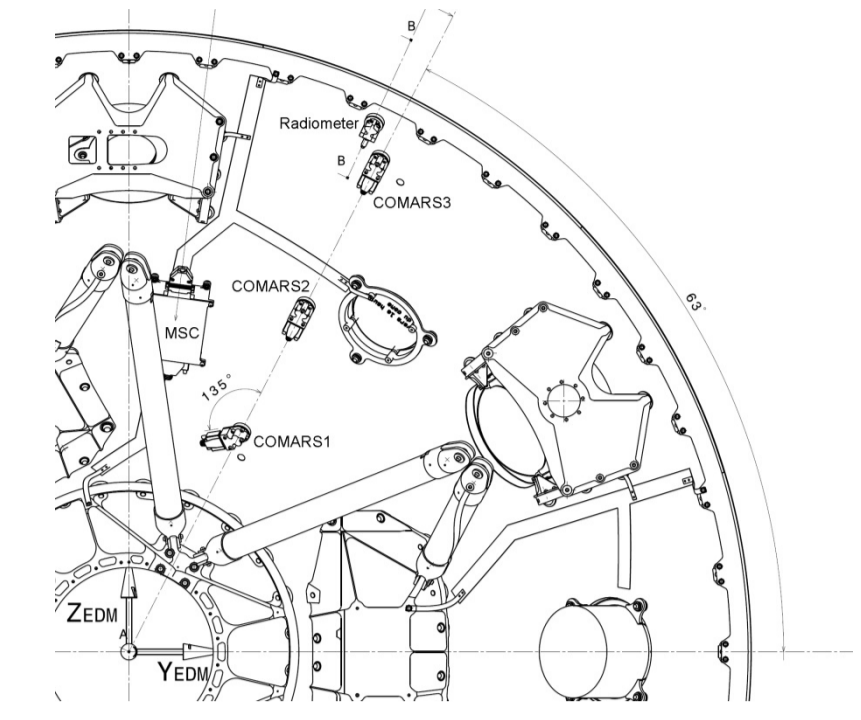 B
Radiometer
B
COMARS3
COMARS2
63°
MSC
135°
COMARS1
ZEDM
A
YEDM